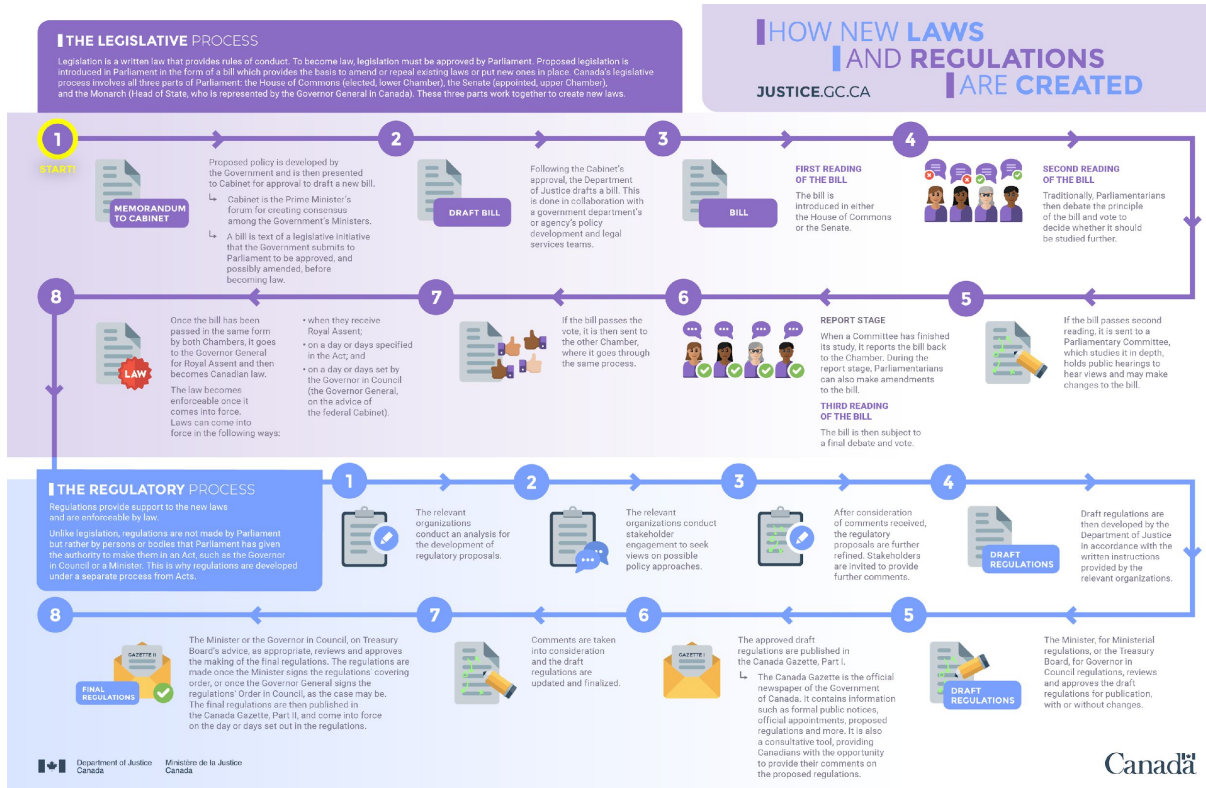 THE LEGISLATIVE PROCESS
Legislation is a written law that provides rules of conduct. To become law, legislation must be approved by Parliament. Proposed legislation is
introduced in Parliament in the form of a bill which provides the basis to amend or repeal existing laws or put new ones in place. Canada's legislative
process involves all three parts of Parliament: the House of Commons (elected, lower Chamber), the Senate (appointed, upper Chamber),
and the Monarch (Head of State, who is represented by the Governor General in Canada). These three parts work together to create new laws.
HOW NEW LAWS
AND REGULATIONS
ARE CREATED
JUSTICE.GC.CA
1
START!
MEMORANDUM
TO CABINET
Proposed policy is developed by
the Government and is then presented
to Cabinet for approval to draft a new bill.
Cabinet is the Prime Minister's
forum for creating consensus
among the Government's Ministers.
A bill is text of a legislative initiative
that the Government submits to
Parliament to be approved, and
possibly amended, before
becoming law.
2
DRAFT BILL
Following the Cabinet's
approval, the Department
of Justice drafts a bill. This
is done in collaboration with
a government department's
or agency's policy
development and legal
services teams.
3
BILL
FIRST READING
OF THE BILL
The bill is
introduced in either
the House of Commons
or the Senate.
4
SECOND READING
OF THE BILL
Traditionally, Parliamentarians
then debate the principle
of the bill and vote to
decide whether it should
be studied further.
5
If the bill passes second
reading, it is sent to a
Parliamentary Committee,
which studies it in depth,
holds public hearings to
hear views and may make
changes to the bill.
6
REPORT STAGE
When a Committee has finished
its study, it reports the bill back
to the Chamber. During the
report stage, Parliamentarians
can also make amendments
to the bill.
THIRD READING
OF THE BILL
The bill is then subject to
a final debate and vote.
7
If the bill passes the
vote, it is then sent to
the other Chamber,
where it goes through
the same process.
8
LAW
Once the bill has been
passed in the same form
by both Chambers, it goes
to the Governor General
for Royal Assent and then
becomes Canadian law.
The law becomes
enforceable once it
comes into force.
Laws can come into
force in the following ways:
• when they receive
Royal Assent;
• on a day or days specified
in the Act; and
• on a day or days set by
the Governor in Council
(the Governor General,
on the advice of
the federal Cabinet).
THE REGULATORY PROCESS
Regulations provide support to the new laws
and are enforceable by law.
Unlike legislation, regulations are not made by Parliament
but rather by persons or bodies that Parliament has given
the authority to make them in an Act, such as the Governor
in Council or a Minister. This is why regulations are developed
under a separate process from Acts.
1
The relevant
organizations
conduct an analysis for
the development of
regulatory proposals.
2
The relevant
organizations conduct
stakeholder
engagement to seek
views on possible
policy approaches.
3
After consideration
of comments received,
the regulatory
proposals are further
refined. Stakeholders
are invited to provide
further comments.
4
DRAFT
REGULATIONS
Draft regulations are
then developed by the
Department of Justice
in accordance with the
written instructions
provided by the
relevant organizations.
5
DRAFT
REGULATIONS
The Minister, for Ministerial
regulations, or the Treasury
Board, for Governor in
Council regulations, reviews
and approves the draft
regulations for publication,
with or without changes.
6
GAZETTE I
The approved draft
regulations are published in
the Canada Gazette, Part I.
The Canada Gazette is the official
newspaper of the Government
of Canada. It contains information
such as formal public notices,
official appointments, proposed
regulations and more. It is also
a consultative tool, providing
Canadians with the opportunity
to provide their comments on
the proposed regulations.
7
Comments are taken
into consideration
and the draft
regulations are
updated and finalized.
8
GAZETTE II
FINAL
REGULATIONS
The Minister or the Governor in Council, on Treasury
Board's advice, as appropriate, reviews and approves
the making of the final regulations. The regulations are
made once the Minister signs the regulations' covering
order, or once the Governor General signs the
regulations' Order in Council, as the case may be.
The final regulations are then published in
the Canada Gazette, Part II, and come into force
on the day or days set out in the regulations.
Department of Justice
Canada
Ministère de la Justice
Canada
Canada